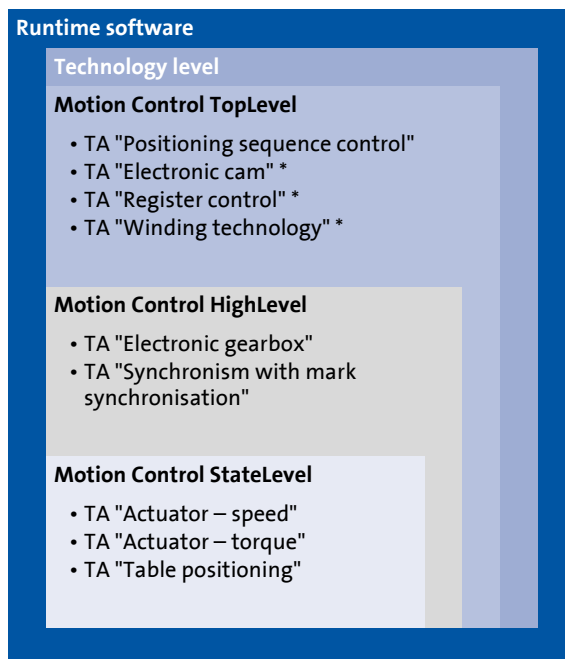 Runtime software
Technology level
Motion Control TopLevel
• TA "Positioning sequence control"
• TA "Electronic cam" *
• TA "Register control" *
• TA "Winding technology" *
Motion Control HighLevel
• TA "Electronic gearbox"
• TA "Synchronism with mark
synchronisation"
Motion Control StateLevel
• TA "Actuator – speed"
• TA "Actuator – torque"
• TA "Table positioning"